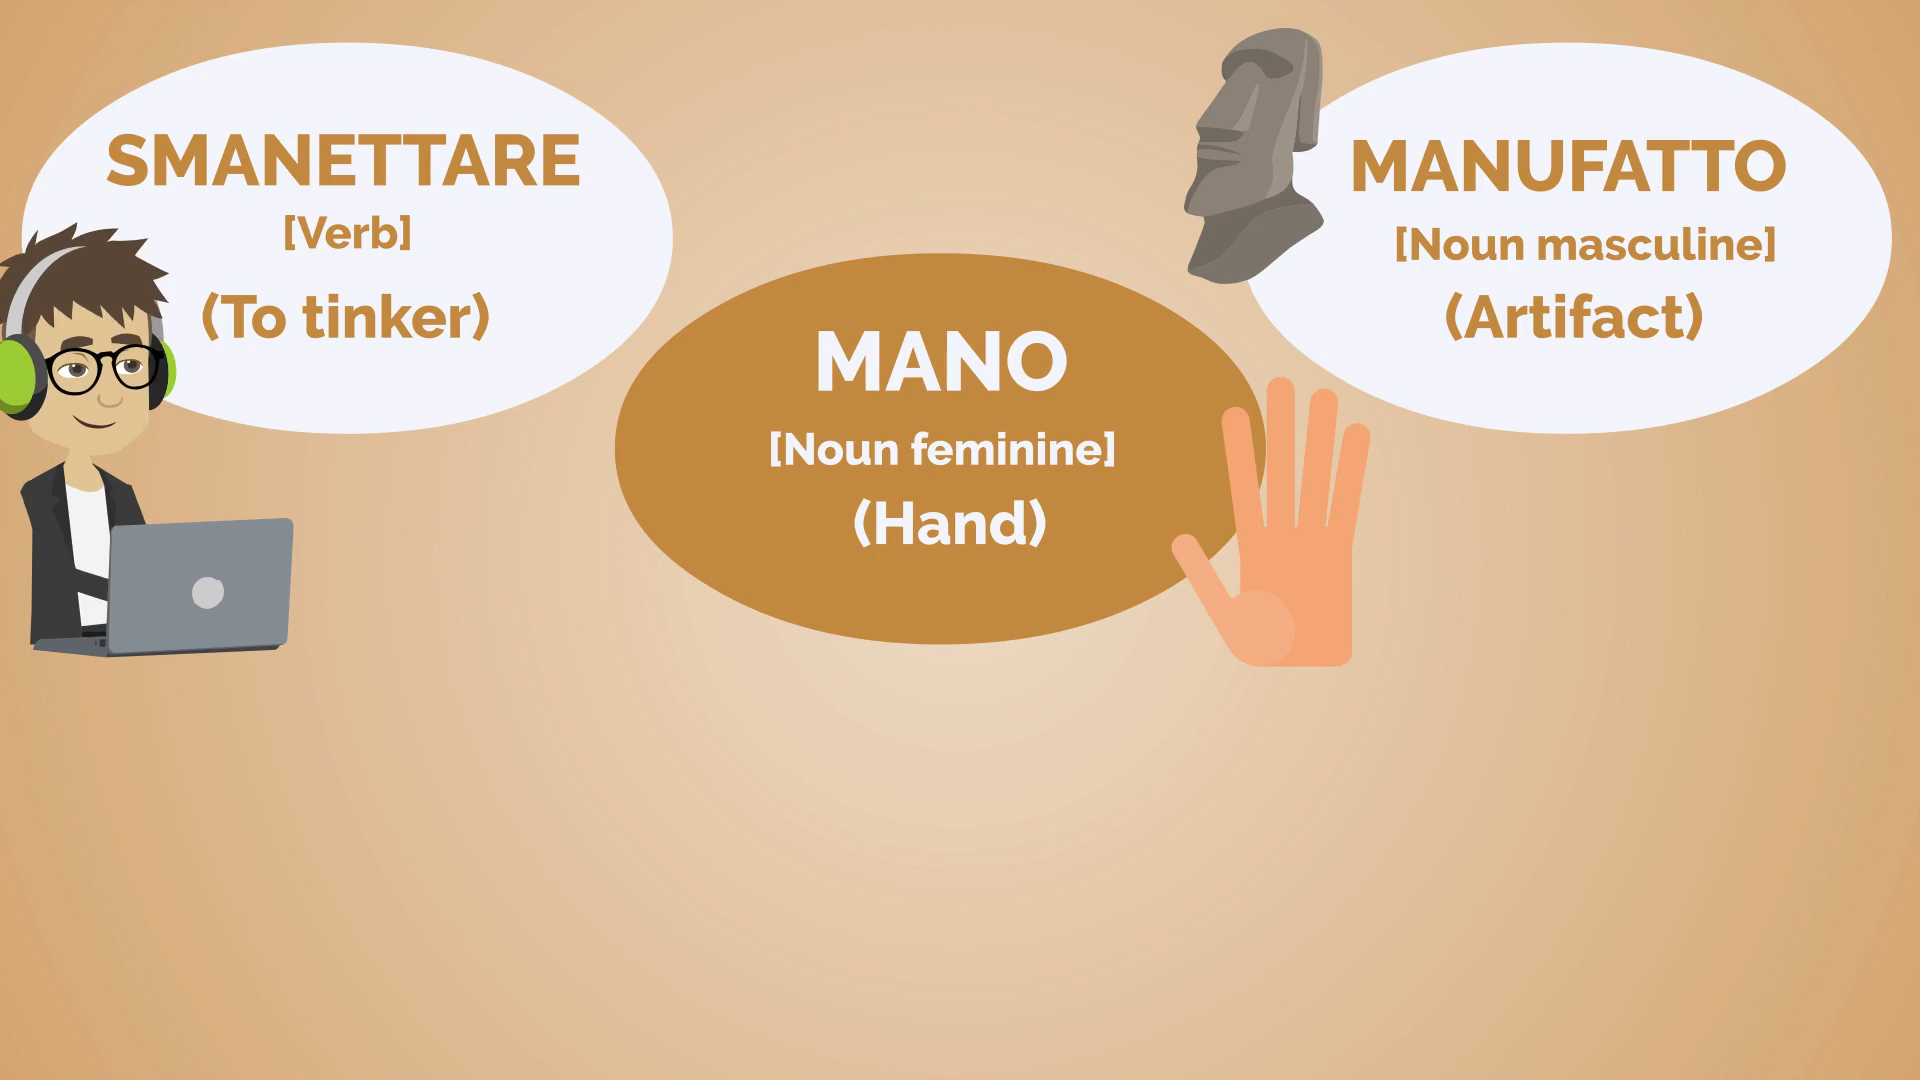 SMANETTARE
[Verb]
(To tinker)
MANO
[Noun feminine]
(Hand)
MANUFATTO
[Noun masculine]
(Artifact)